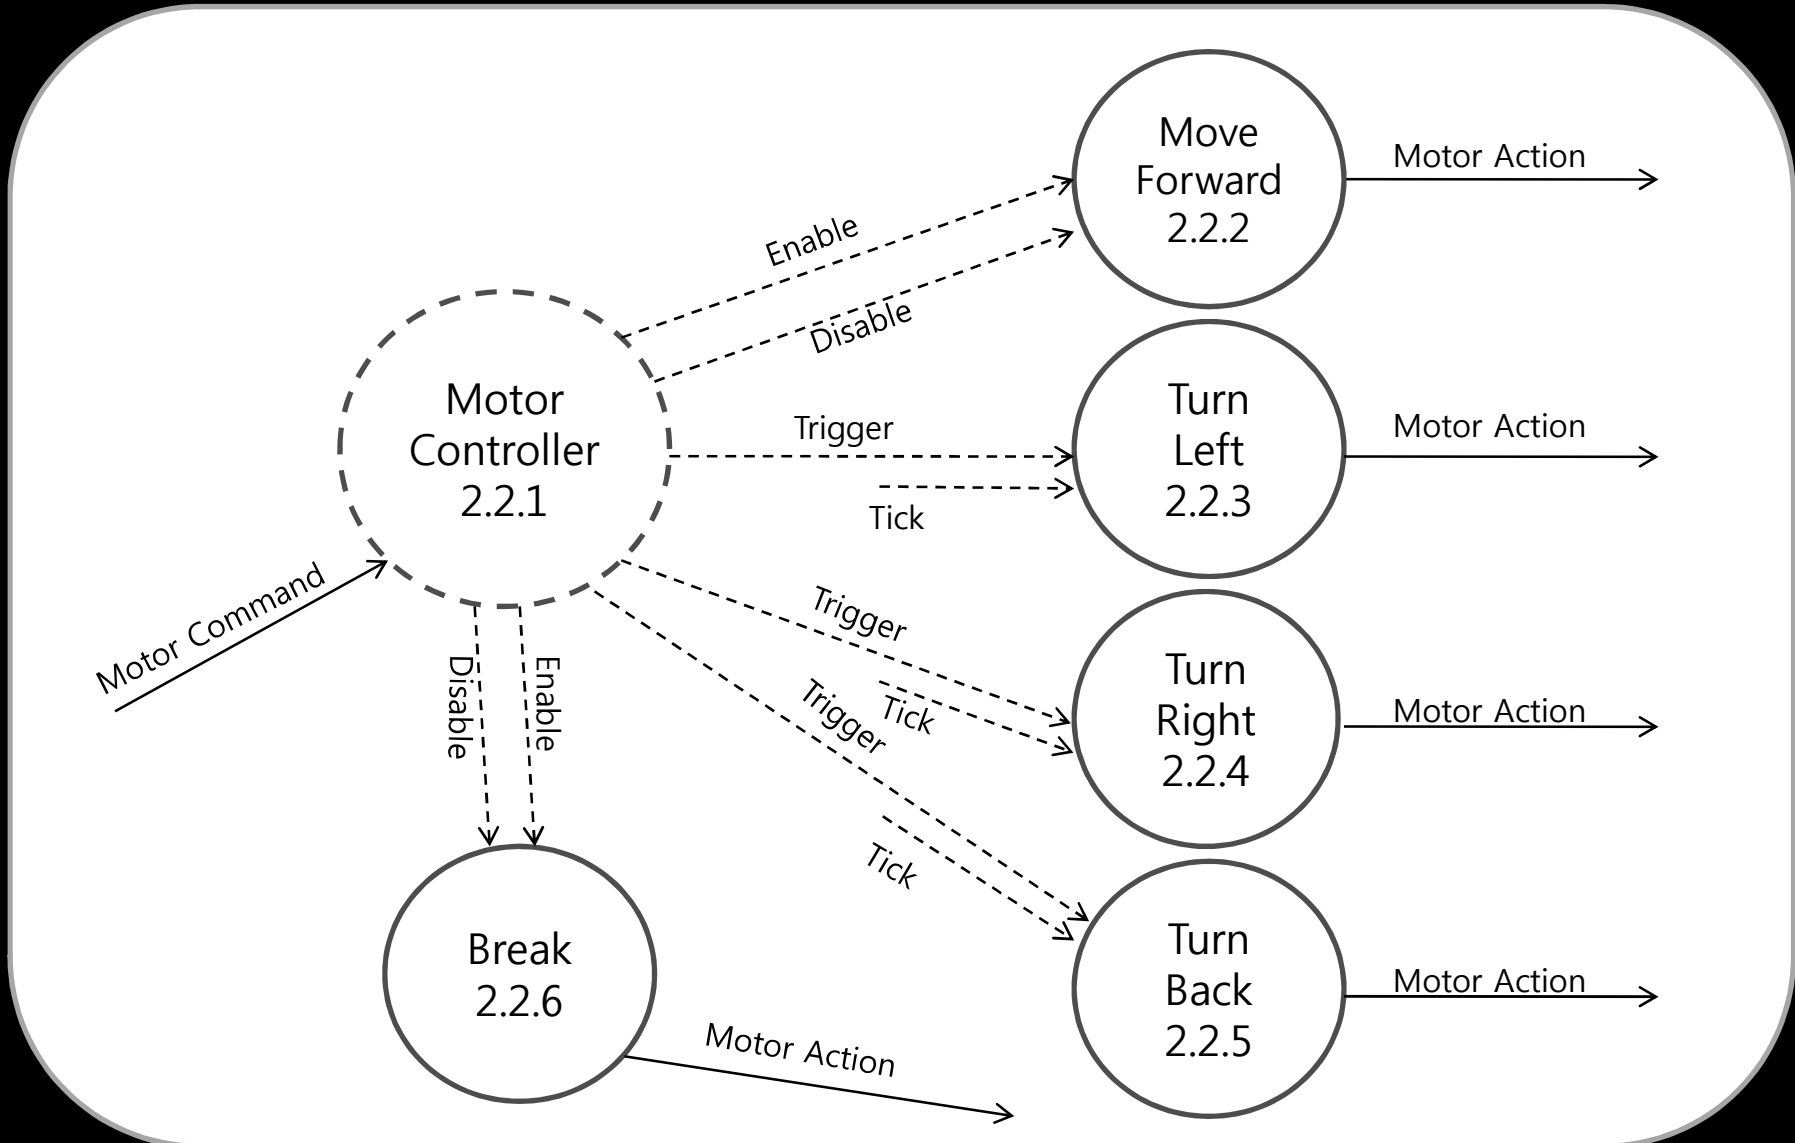 Move
Forward
2.2.2
Motor Action
Enable
Disable
Motor
Controller
2.2.1
Trigger
Tick
Turn
Left
2.2.3
Motor Action
Motor Command
Disable
Enable
Trigger
Tick
Turn
Right
2.2.4
Motor Action
Trigger
Tick
Turn
Back
2.2.5
Motor Action
Break
2.2.6
Motor Action